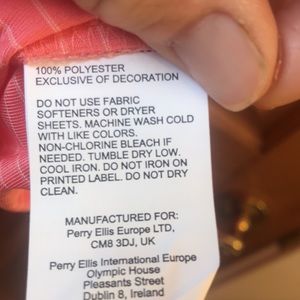 100% POLYESTER
EXCLUSIVE OF DECORATION
DO NOT USE FABRIC
SOFTENERS OR DRYER
SHEETS. MACHINE WASH COLD
WITH LIKE COLORS.
NON-CHLORINE BLEACH IF
NEEDED. TUMBLE DRY LOW.
COOL IRON. DO NOT IRON ON
PRINTED LABEL. DO NOT DRY
CLEAN.
MANUFACTURED FOR:
Perry Ellis Europe LTD,
CM8 3DJ, UK
Perry Ellis International Europe
Olympic House
Pleasants Street
Dublin 8, Ireland